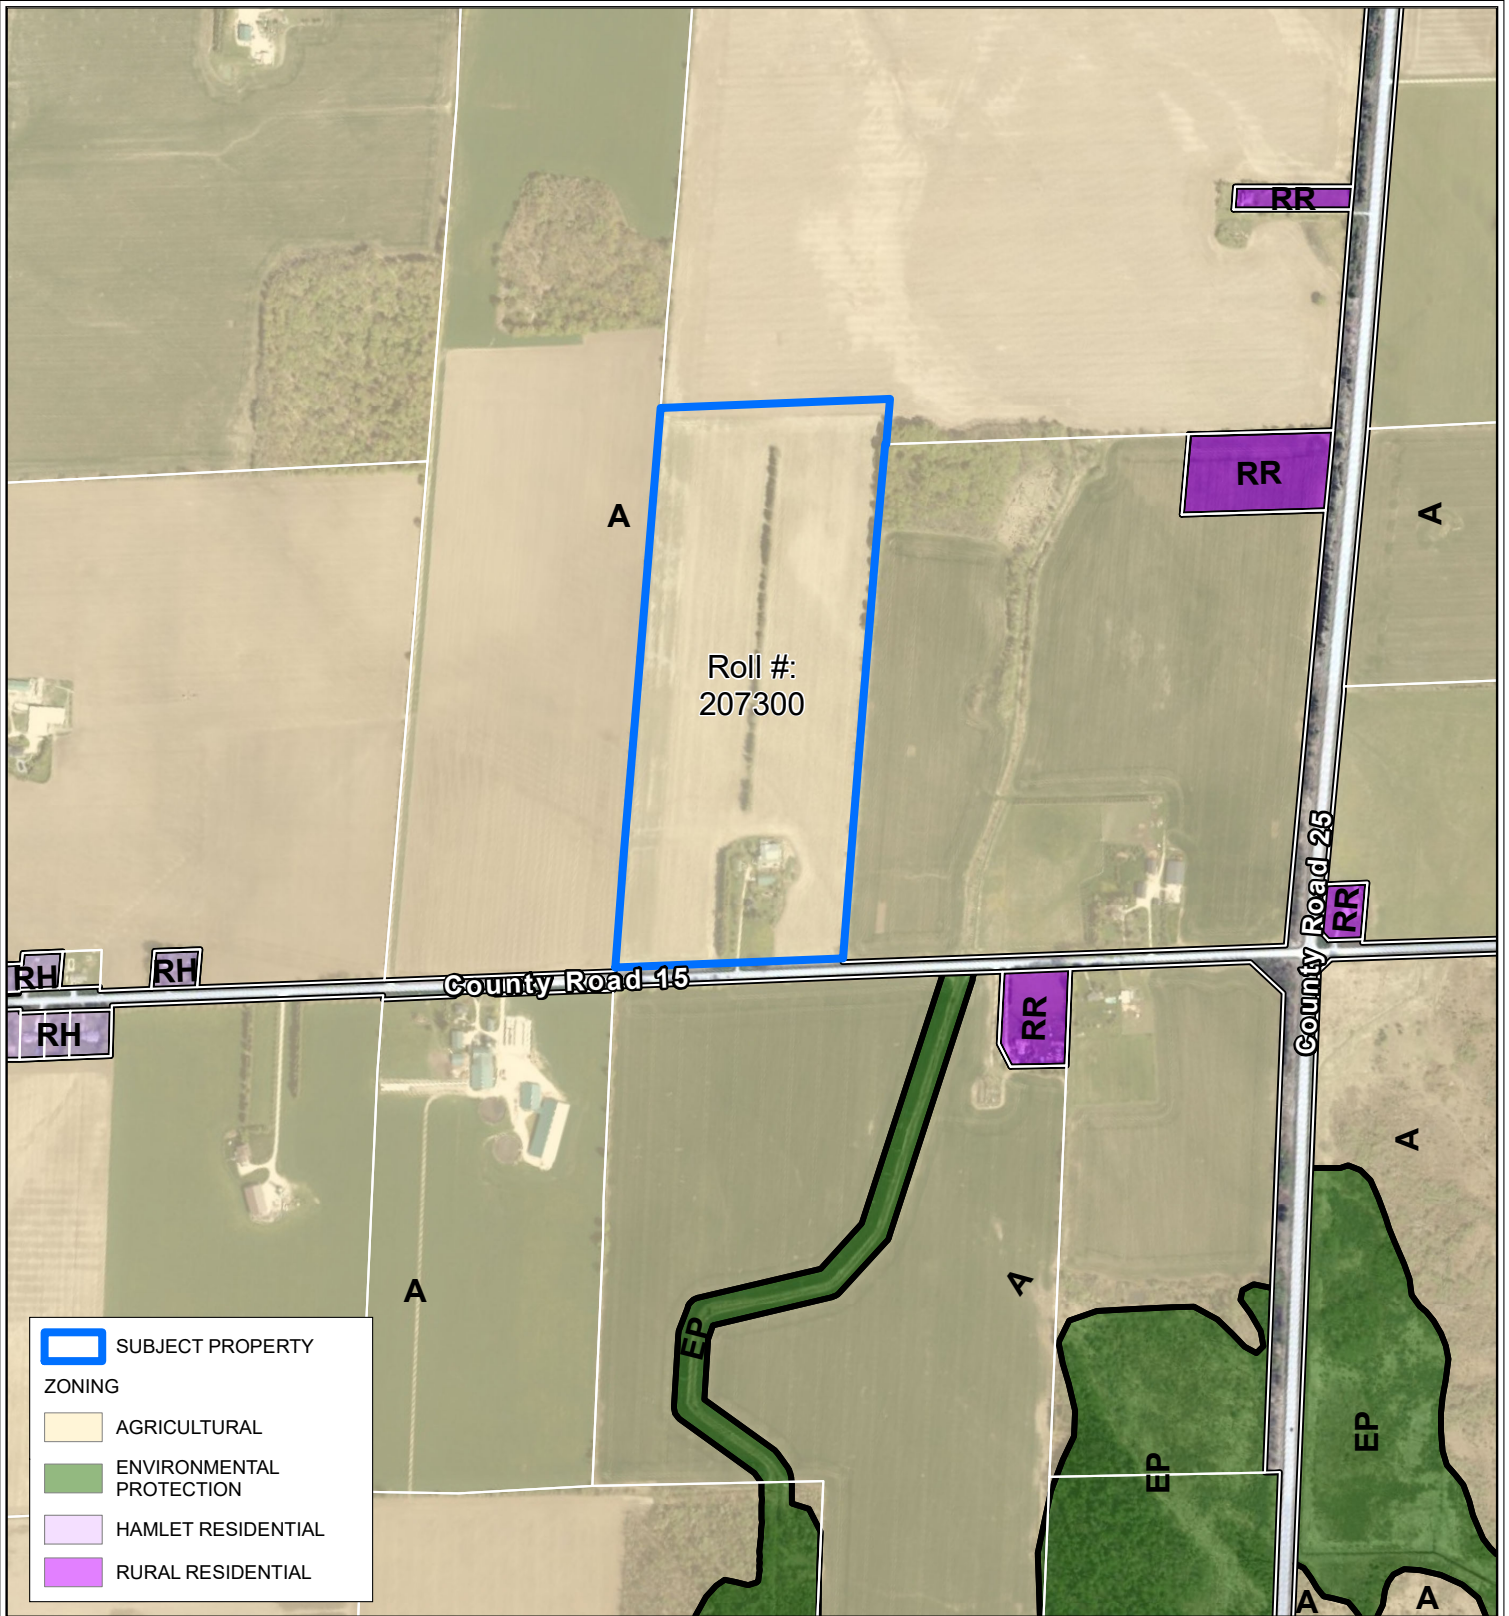 RR
RR
A
A
Roll #:
207300
County Road 25
RR
RH
RH
County Road 15
RH
RR
A
A
A
EP
EP
EP
A
A
SUBJECT PROPERTY
ZONING
AGRICULTURAL
ENVIRONMENTAL
PROTECTION
HAMLET RESIDENTIAL
RURAL RESIDENTIAL